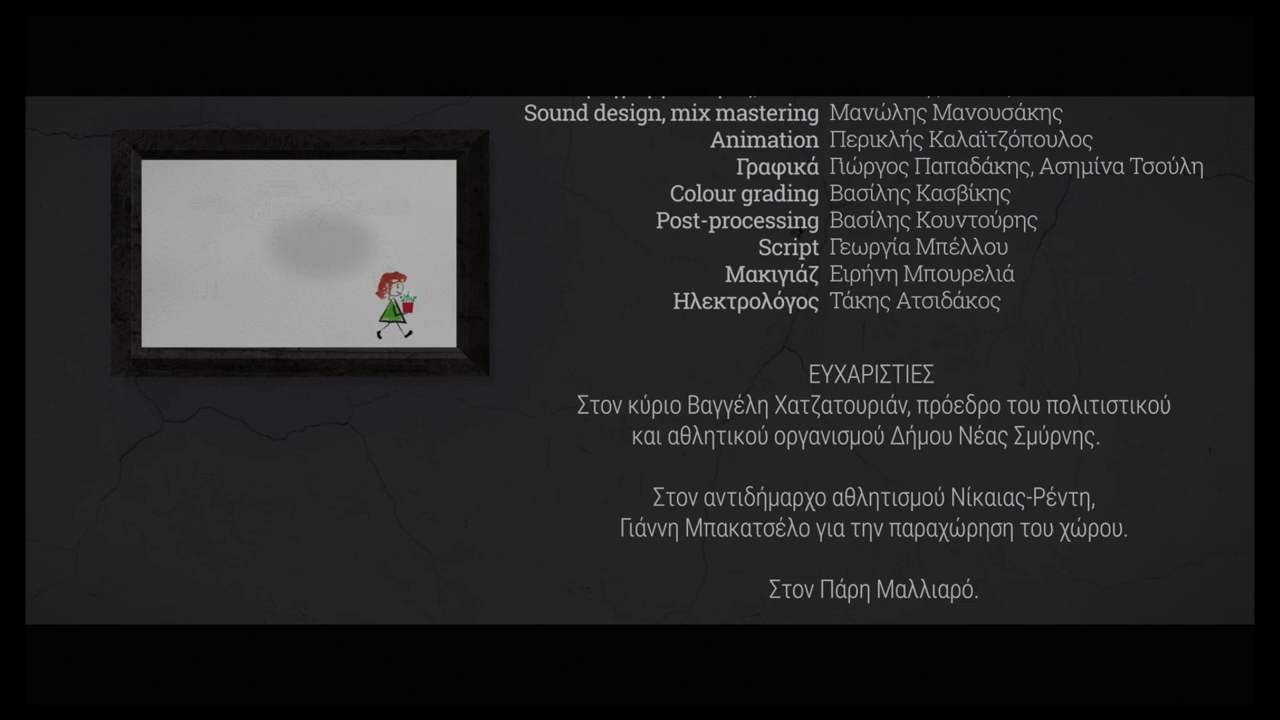 Sound design, mix mastering Μανώλης Μανουσάκης
Animation Περικλής Καλαϊτζόπουλος
Γραφικά Γιώργος Παπαδάκης, Ασημίνα Τσούλη
Colour grading Βασίλης Κασβίκης
Post-processing Βασίλης Κουντούρης
Script Γεωργία Μπέλλου
Μακιγιάζ Ειρήνη Μπουρελιά
Ηλεκτρολόγος Τάκης Ατσιδάκος
ΕΥΧΑΡΙΣΤΙΕΣ
Στον κύριο Βαγγέλη Χατζατουριάν, πρόεδρο του πολιτιστικού
και αθλητικού οργανισμού Δήμου Νέας Σμύρνης.
Στον αντιδήμαρχο αθλητισμού Νίκαιας-Ρέντη,
Γιάννη Μπακατσέλο για την παραχώρηση του χώρου.
Στον Πάρη Μαλλιαρό.